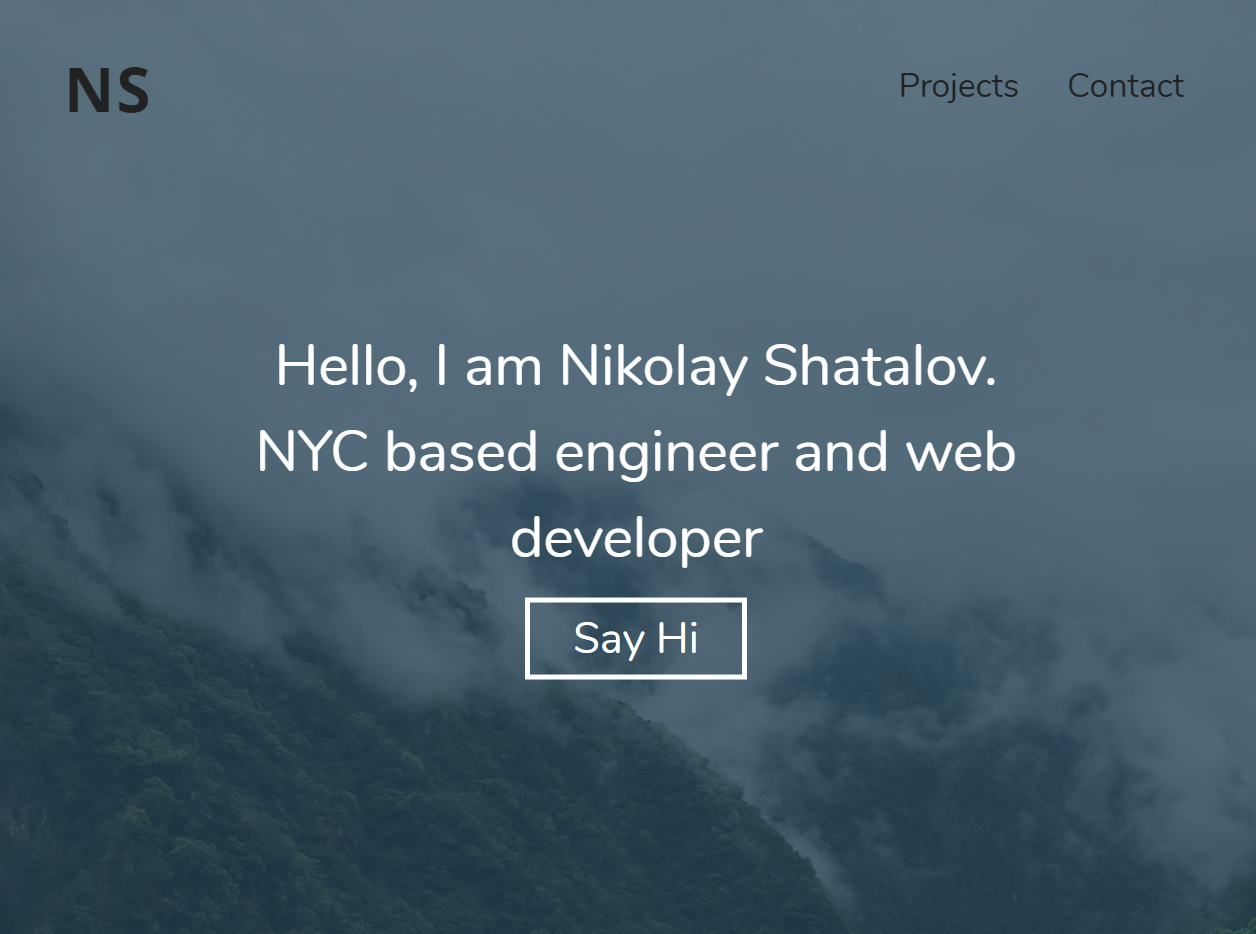 NS
Projects
Contact
Hello, I am Nikolay Shatalov.
NYC based engineer and web
developer
Say Hi